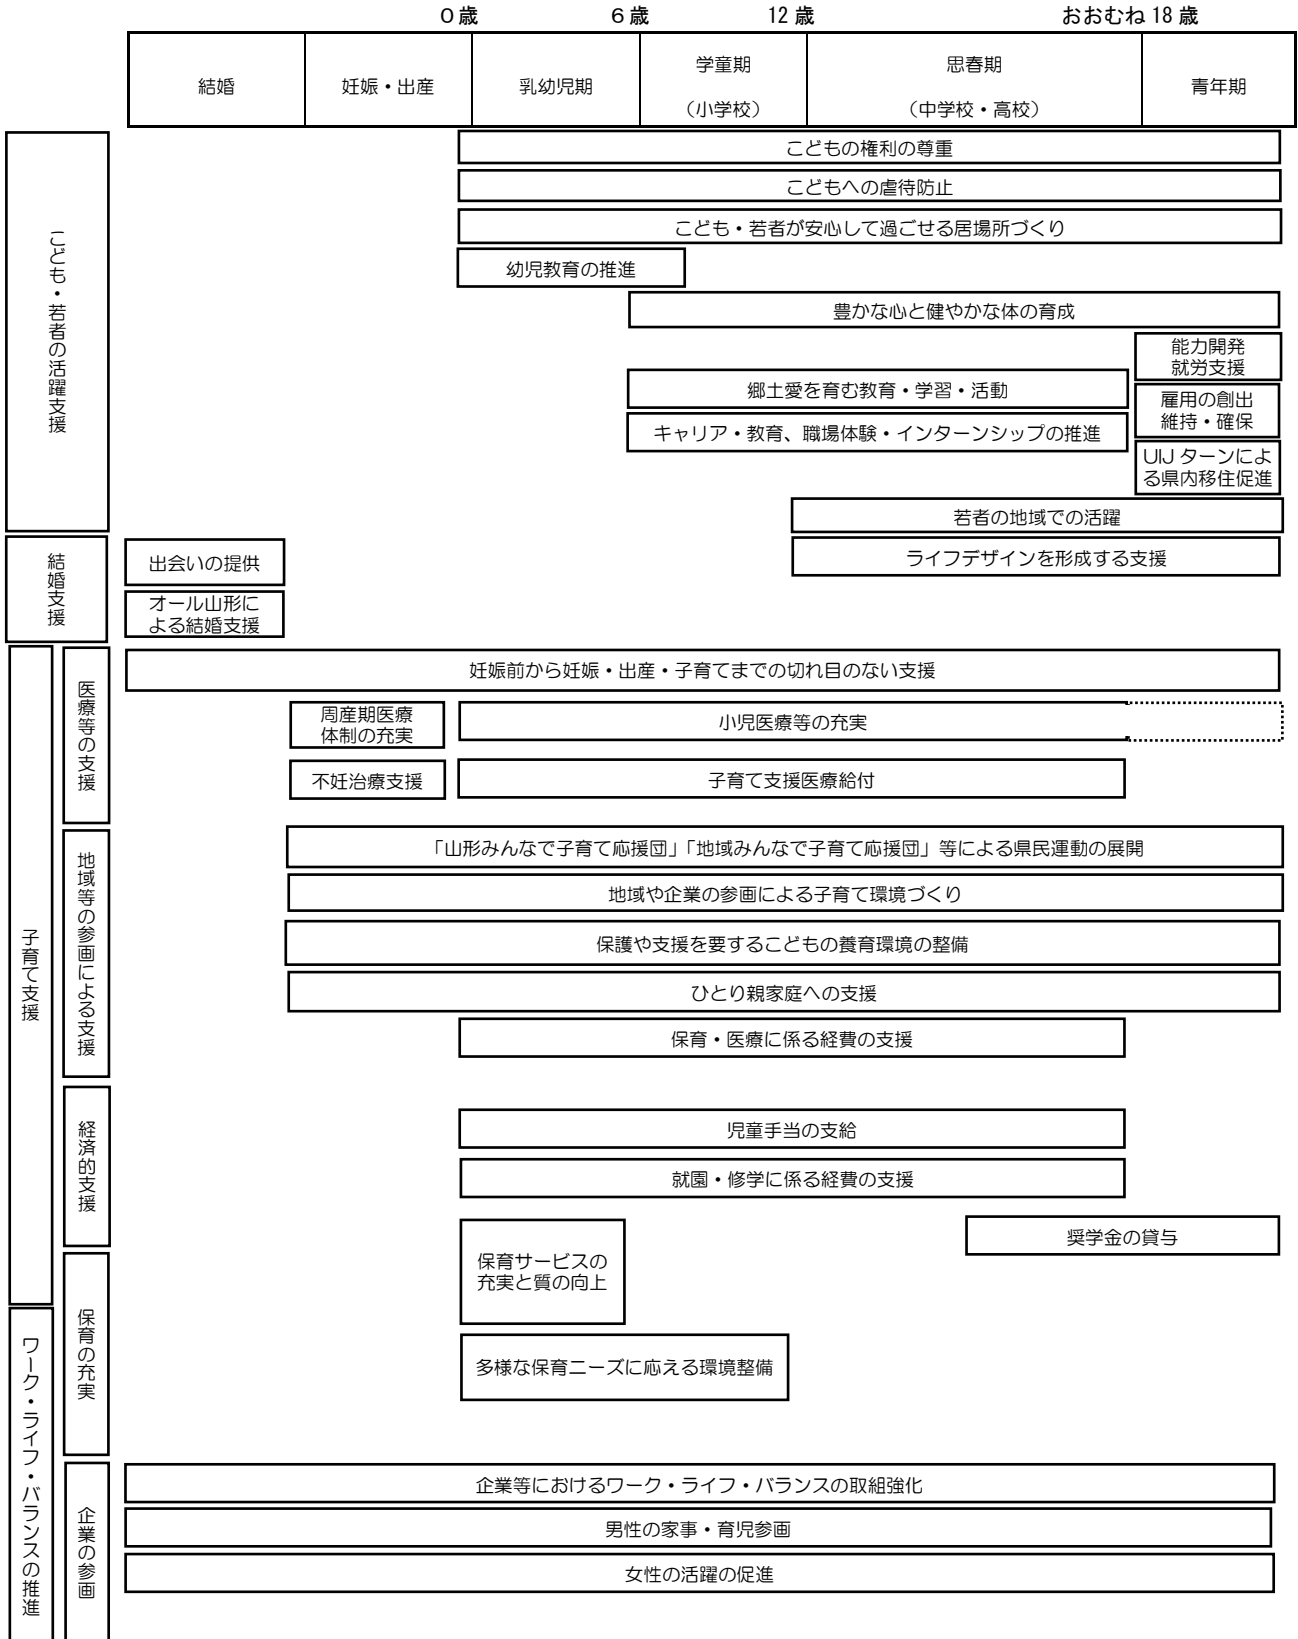 0歳
6歳
12歳
おおむね18歳
結婚
妊娠・出産
乳幼児期
学童期
（小学校）
思春期
（中学校・高校）
青年期
こども・若者の活躍支援
こどもの権利の尊重
こどもへの虐待防止
こども・若者が安心して過ごせる居場所づくり
幼児教育の推進
豊かな心と健やかな体の育成
能力開発
就労支援
郷土愛を育む教育・学習・活動
雇用の創出
維持・確保
キャリア・教育、職場体験・インターンシップの推進
UIJターンによ
る県内移住促進
若者の地域での活躍
結婚支援
出会いの提供
ライフデザインを形成する支援
オール山形に
よる結婚支援
子育て支援
医療等の支援
妊娠前から妊娠・出産・子育てまでの切れ目のない支援
周産期医療
体制の充実
小児医療等の充実
不妊治療支援
子育て支援医療給付
地域等の参画による支援
「山形みんなで子育て応援団」「地域みんなで子育て応援団」等による県民運動の展開
地域や企業の参画による子育て環境づくり
保護や支援を要するこどもの養育環境の整備
ひとり親家庭への支援
保育・医療に係る経費の支援
経済的支援
児童手当の支給
就園・修学に係る経費の支援
奨学金の貸与
保育の充実
保育サービスの
充実と質の向上
多様な保育ニーズに応える環境整備
ワーク・ライフ・バランスの推進
企業の参画
企業等におけるワーク・ライフ・バランスの取組強化
男性の家事・育児参画
女性の活躍の促進